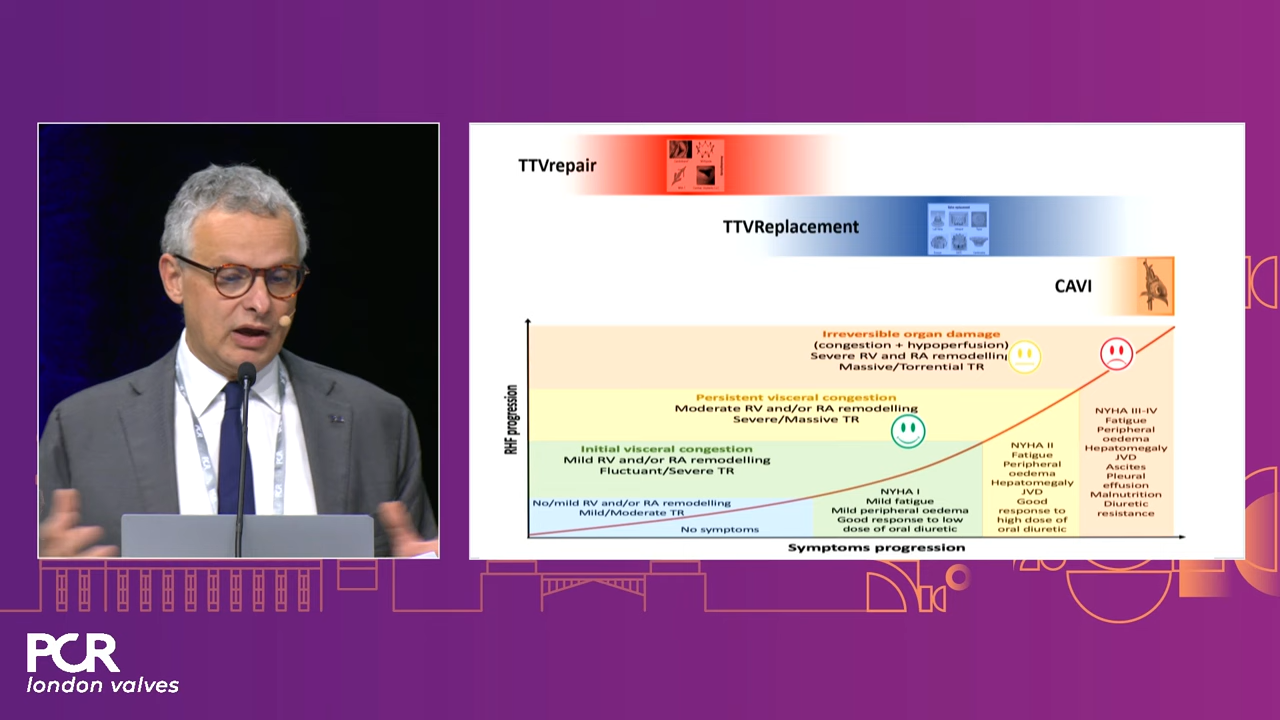 TTVrepair
TTVReplacement
CAVI
Irreversible organ damage
(congestion + hypoperfusion)
Severe RV and RA remodelling
Massive/Torrential TR
Persistent visceral congestion
Moderate RV and/or RA remodelling
Severe/Massive TR
Initial visceral congestion
Mild RV and/or RA remodelling
Fluctuant/Severe TR
No/mild RV and/or RA remodelling
Mild/Moderate TR
No symptoms
NYHA I
Mild fatigue
Mild peripheral oedema
Good response to low
dose of oral diuretic
NYHA II
Fatigue
Peripheral
oedema
Hepatomegaly
JVD
Good
response to
high dose of
oral diuretic
NYHA III-IV
Fatigue
Peripheral
oedema
Hepatomegaly
JVD
Ascites
Pleural
effusion
Malnutrition
Diuretic
resistance
RHF progression
Symptoms progression
PCR
london valves